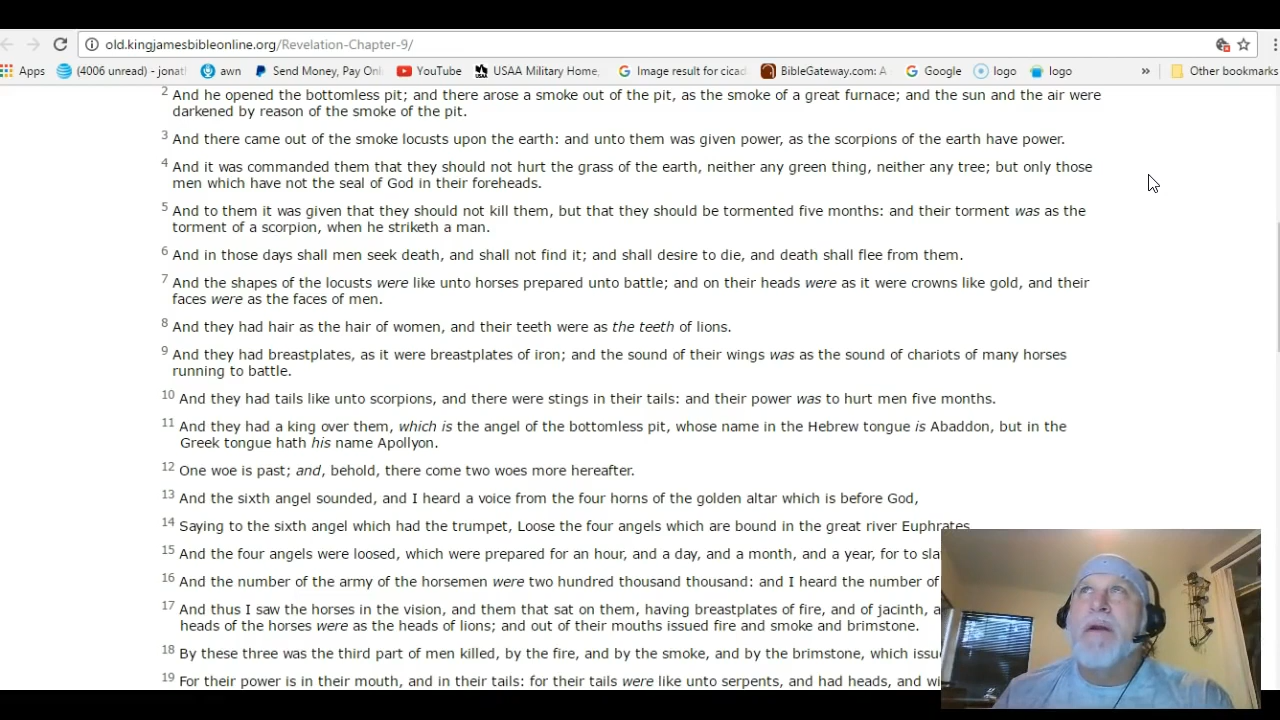 old.kingjamesbibleonline.org/Revelation-Chapter-9/
Apps (4006 unread) - jonat awn Send Money, Pay Onl YouTube USAA Military Home, Image result for cicad BibleGateway.com: A Google logo logo » Other bookmarks
2 And he opened the bottomless pit; and there arose a smoke out of the pit, as the smoke of a great furnace; and the sun and the air were
darkened by reason of the smoke of the pit.
3 And there came out of the smoke locusts upon the earth: and unto them was given power, as the scorpions of the earth have power.
4 And it was commanded them that they should not hurt the grass of the earth, neither any green thing, neither any tree; but only those
men which have not the seal of God in their foreheads.
5 And to them it was given that they should not kill them, but that they should be tormented five months: and their torment was as the
torment of a scorpion, when he striketh a man.
6 And in those days shall men seek death, and shall not find it; and shall desire to die, and death shall flee from them.
7 And the shapes of the locusts were like unto horses prepared unto battle; and on their heads were as it were crowns like gold, and their
faces were as the faces of men.
8 And they had hair as the hair of women, and their teeth were as the teeth of lions.
9 And they had breastplates, as it were breastplates of iron; and the sound of their wings was as the sound of chariots of many horses
running to battle.
10 And they had tails like unto scorpions, and there were stings in their tails: and their power was to hurt men five months.
11 And they had a king over them, which is the angel of the bottomless pit, whose name in the Hebrew tongue is Abaddon, but in the
Greek tongue hath his name Apollyon.
12 One woe is past; and, behold, there come two woes more hereafter.
13 And the sixth angel sounded, and I heard a voice from the four horns of the golden altar which is before God,
14 Saying to the sixth angel which had the trumpet, Loose the four angels which are bound in the great river Euphrates.
15 And the four angels were loosed, which were prepared for an hour, and a day, and a month, and a year, for to sla
16 And the number of the army of the horsemen were two hundred thousand thousand: and I heard the number of
17 And thus I saw the horses in the vision, and them that sat on them, having breastplates of fire, and of jacinth, a
heads of the horses were as the heads of lions; and out of their mouths issued fire and smoke and brimstone.
18 By these three was the third part of men killed, by the fire, and by the smoke, and by the brimstone, which issu
19 For their power is in their mouth, and in their tails: for their tails were like unto serpents, and had heads, and wi